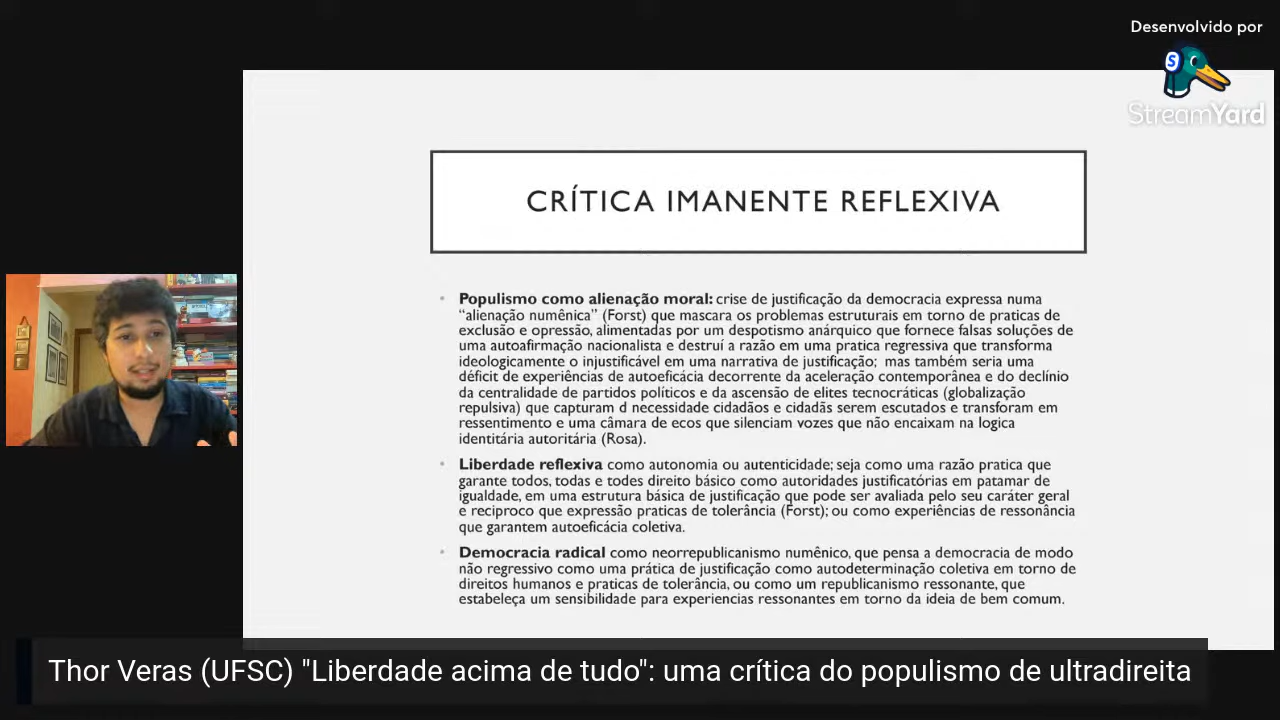 Desenvolvido por
StreamYard
CRÍTICA IMANENTE REFLEXIVA
• Populismo como alienação moral: crise de justificação da democracia expressa numa
“alienação numênica” (Forst) que mascara os problemas estruturais em torno de praticas de
exclusão e opressão, alimentadas por um despotismo anárquico que fornece falsas soluções de
uma autoafirmação nacionalista e destruí a razão em uma pratica regressiva que transforma
ideologicamente o injustificável em uma narrativa de justificação; mas também seria uma
déficit de experiências de autoeficácia decorrente da aceleração contemporânea e do declínio
da centralidade de partidos políticos e da ascensão de elites tecnocráticas (globalização
repulsiva) que capturam d necessidade cidadãos e cidadãs serem escutados e transforam em
ressentimento e uma câmara de ecos que silenciam vozes que não encaixam na logica
identitária autoritária (Rosa).
• Liberdade reflexiva como autonomia ou autenticidade; seja como uma razão pratica que
garante todos, todas e todes direito básico como autoridades justificatórias em patamar de
igualdade, em uma estrutura básica de justificação que pode ser avaliada pelo seu caráter geral
e reciproco que expressão praticas de tolerância (Forst); ou como experiências de ressonância
que garantem autoeficácia coletiva.
• Democracia radical como neorrepublicanismo numênico, que pensa a democracia de modo
não regressivo como uma prática de justificação como autodeterminação coletiva em torno de
direitos humanos e praticas de tolerância, ou como um republicanismo ressonante, que
estabeleça um sensibilidade para experiencias ressonantes em torno da ideia de bem comum.
Thor Veras (UFSC) "Liberdade acima de tudo": uma crítica do populismo de ultradireita